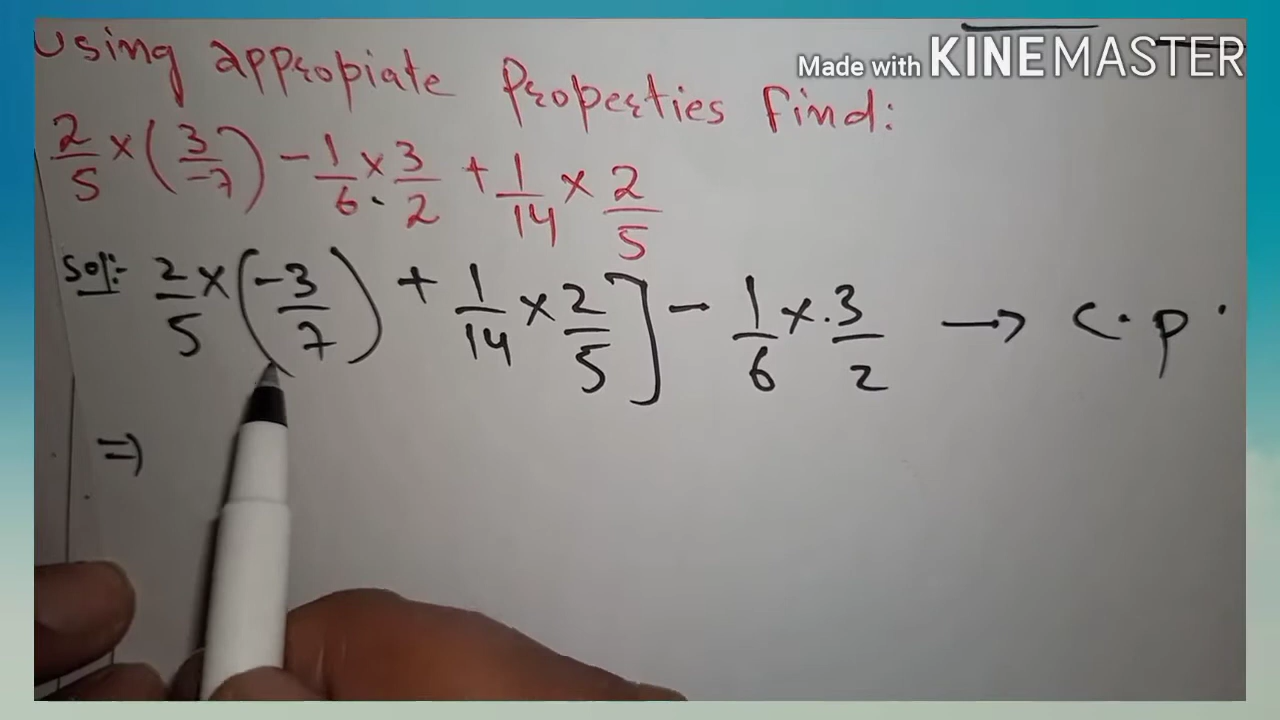 Made with KINEMASTER
Using appropiate Properties find:
2/5 × (3/-7) - 1/6 × 3/2 + 1/14 × 2/5
Sol:- 2/5 × (-3/7) + 1/14 × 2/5] - 1/6 × 3/2 → C.P.
⇒